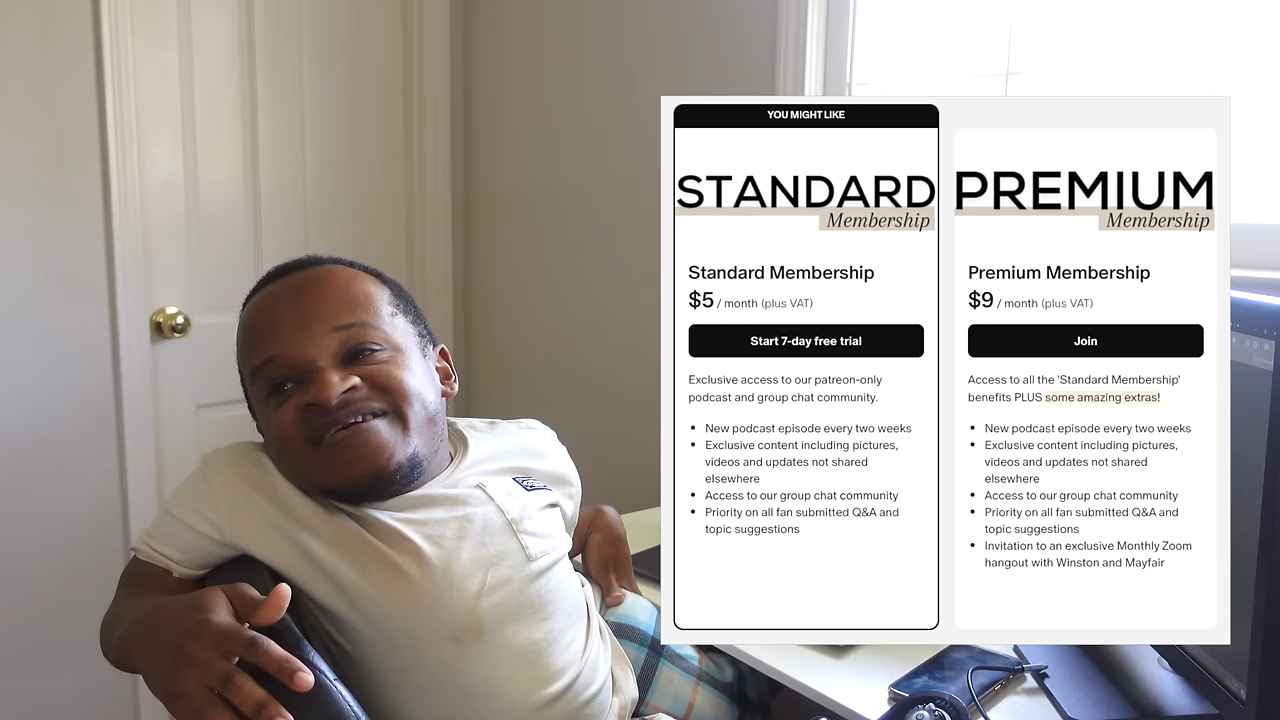 YOU MIGHT LIKE
STANDARD
Membership
Standard Membership
$5 / month (plus VAT)
Start 7-day free trial
Exclusive access to our patreon-only
podcast and group chat community.
• New podcast episode every two weeks
• Exclusive content including pictures,
videos and updates not shared
elsewhere
• Access to our group chat community
• Priority on all fan submitted Q&A and
topic suggestions
PREMIUM
Membership
Premium Membership
$9 / month (plus VAT)
Join
Access to all the 'Standard Membership'
benefits PLUS some amazing extras!
• New podcast episode every two weeks
• Exclusive content including pictures,
videos and updates not shared
elsewhere
• Access to our group chat community
• Priority on all fan submitted Q&A and
topic suggestions
• Invitation to an exclusive Monthly Zoom
hangout with Winston and Mayfair